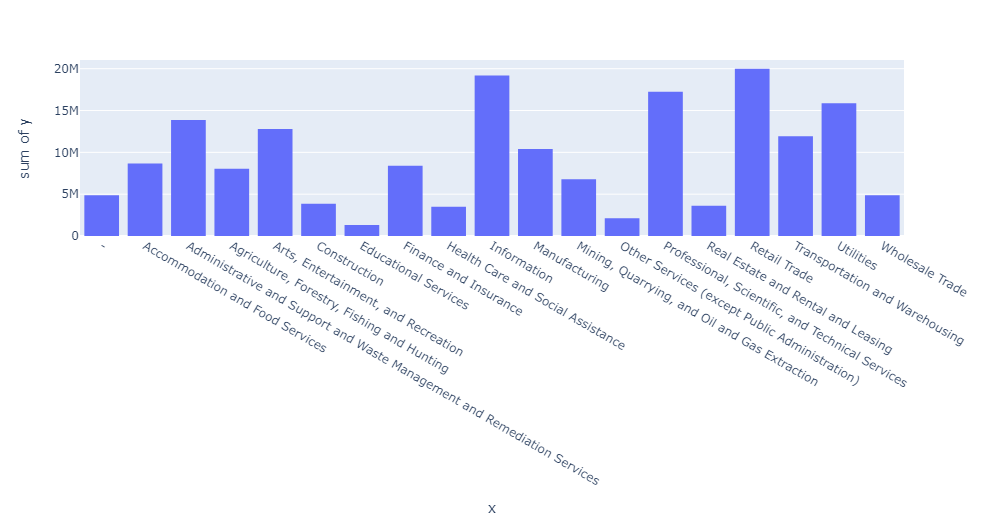 20M
15M
10M
5M
0
sum of y
-
Accommodation and Food Services
Administrative and Support and Waste Management and Remediation Services
Agriculture, Forestry, Fishing and Hunting
Arts, Entertainment, and Recreation
Construction
Educational Services
Finance and Insurance
Health Care and Social Assistance
Information
Manufacturing
Mining, Quarrying, and Oil and Gas Extraction
Other Services (except Public Administration)
Professional, Scientific, and Technical Services
Real Estate and Rental and Leasing
Retail Trade
Transportation and Warehousing
Utilities
Wholesale Trade
x